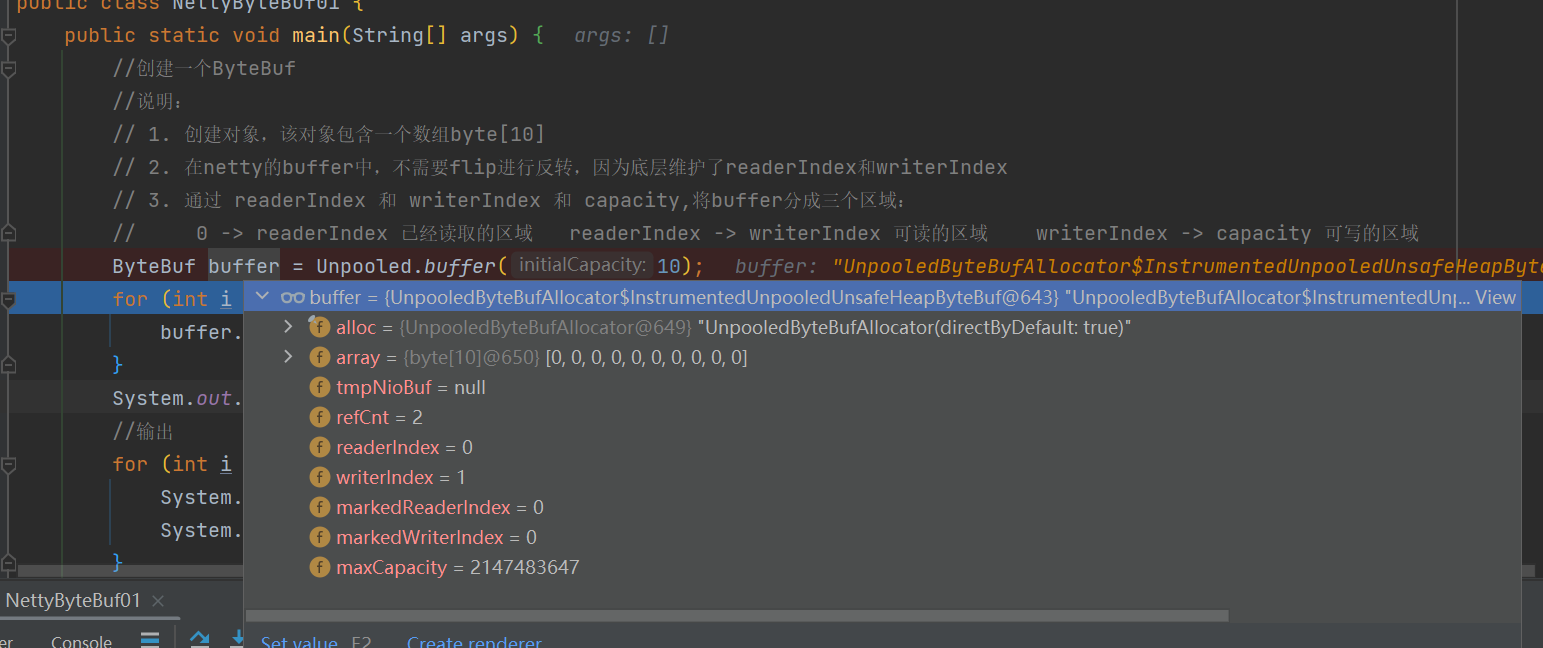 public class NettyByteBuf01 {
public static void main(String[] args) { args: []
//创建一个ByteBuf
//说明：
// 1. 创建对象，该对象包含一个数组byte[10]
// 2. 在netty的buffer中，不需要flip进行反转，因为底层维护了readerIndex和writerIndex
// 3. 通过 readerIndex 和 writerIndex 和 capacity,将buffer分成三个区域：
// 0 -> readerIndex 已经读取的区域 readerIndex -> writerIndex 可读的区域 writerIndex -> capacity 可写的区域
ByteBuf buffer = Unpooled.buffer( initialCapacity: 10); buffer: "UnpooledByteBufAllocator$InstrumentedUnpooledUnsafeHeapByte
for (int i
buffer = {UnpooledByteBufAllocator$InstrumentedUnpooledUnsafeHeapByteBuf@643} "UnpooledByteBufAllocator$InstrumentedUnp... View
buffer.
alloc = {UnpooledByteBufAllocator@649} "UnpooledByteBufAllocator(directByDefault: true)"
}
array = {byte[10]@650} [0, 0, 0, 0, 0, 0, 0, 0, 0, 0]
System.out.
tmpNioBuf = null
//输出
refCnt = 2
for (int i
readerIndex = 0
System.
writerIndex = 1
System.
markedReaderIndex = 0
}
markedWriterIndex = 0
maxCapacity = 2147483647
NettyByteBuf01
er Console
Set value F2 Create renderer